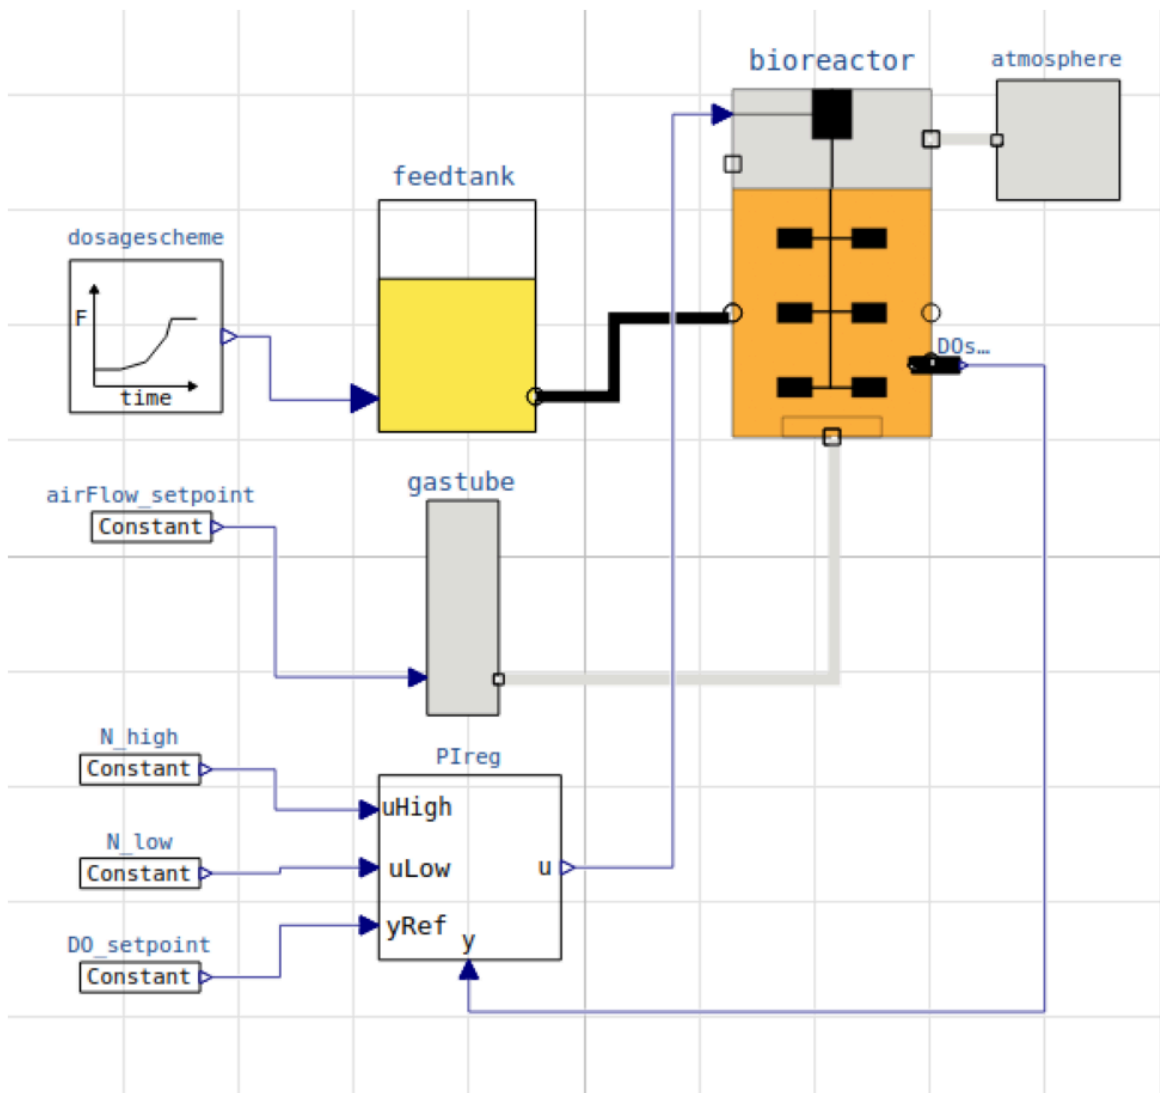 bioreactor
atmosphere
feedtank
dosagescheme
F
time
DOs…
airFlow_setpoint
Constant
gastube
N_high
Constant
PIreg
uHigh
N_low
Constant
uLow
u
DO_setpoint
Constant
yRef
y